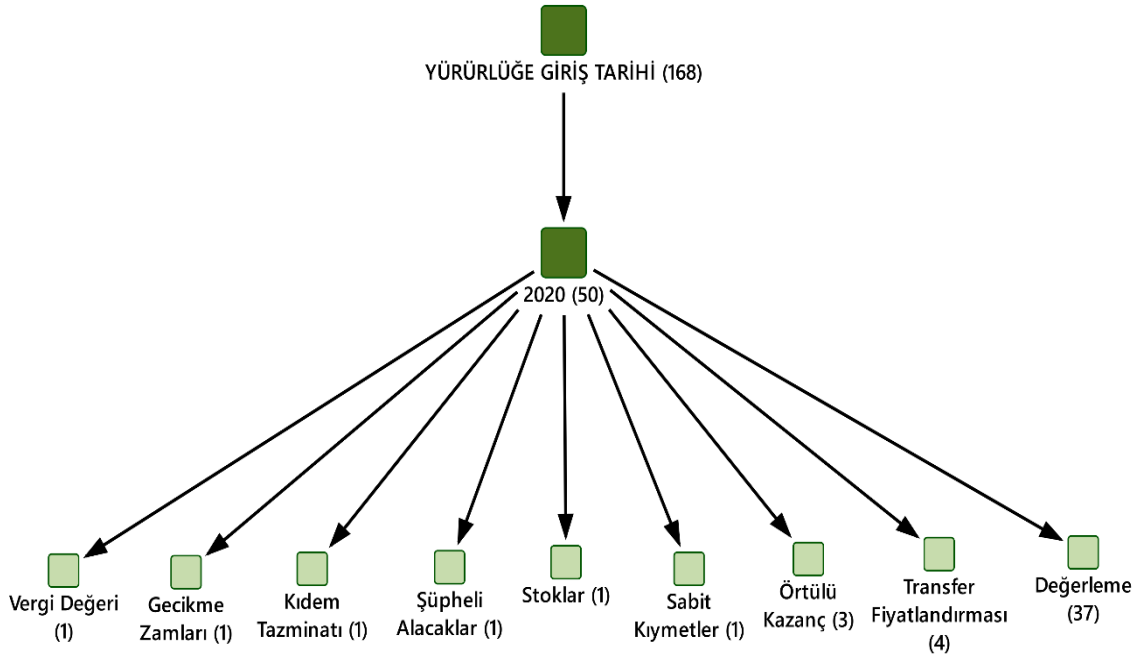 YÜRÜRLÜĞE GİRİŞ TARİHİ (168)
2020 (50)
Vergi Değeri
(1)
Gecikme
Zamları (1)
Kıdem
Tazminatı (1)
Şüpheli
Alacaklar (1)
Stoklar (1)
Sabit
Kıymetler (1)
Örtülü
Kazanç (3)
Transfer
Fiyatlandırması
(4)
Değerleme
(37)